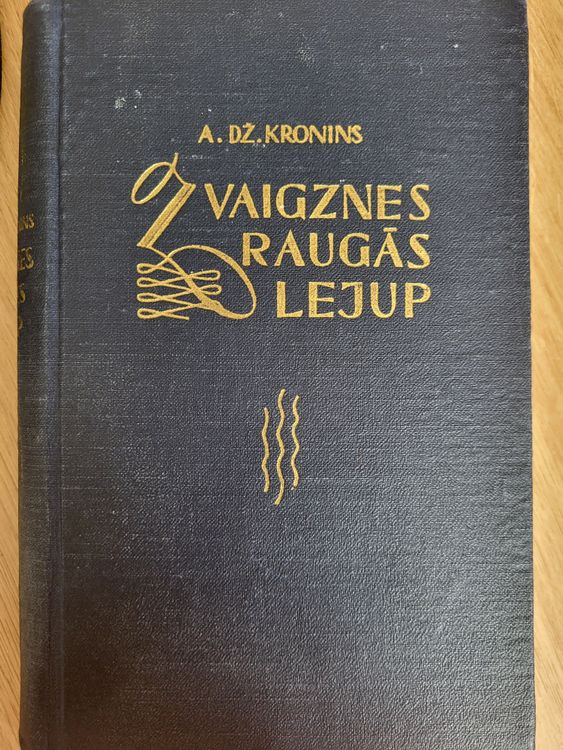 A. DŽ. KRONINS
ZVAIGZNES
RAUGĀS
LEJUP